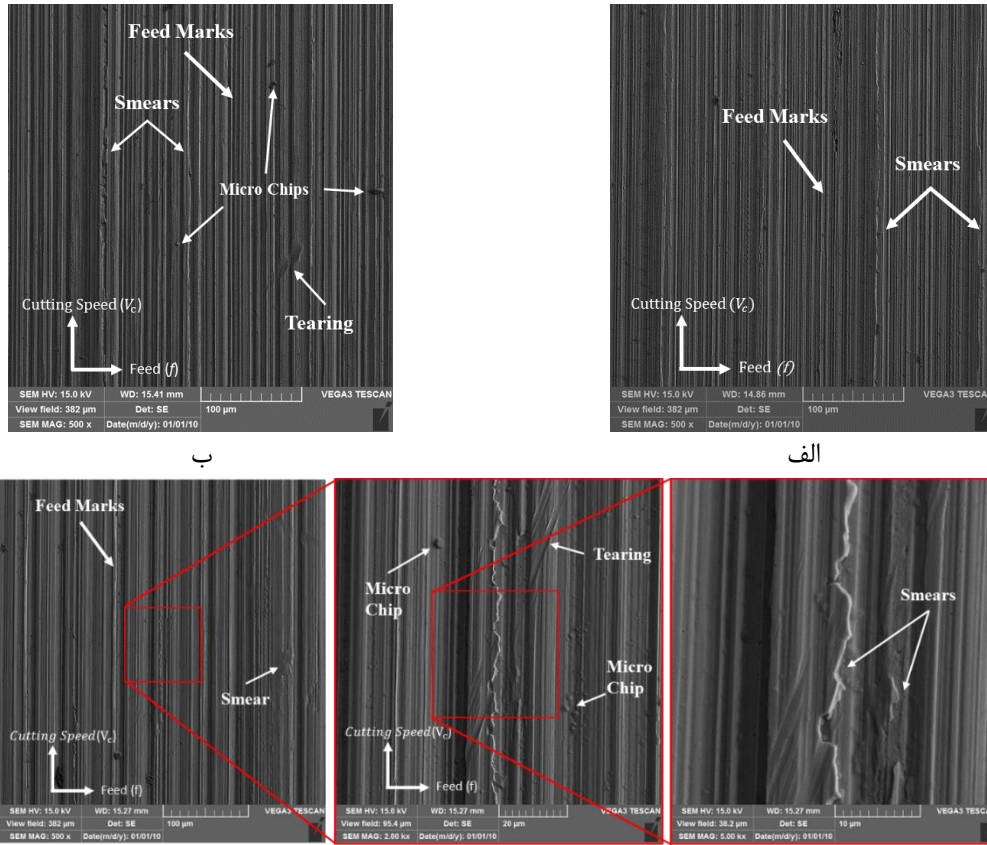 Feed Marks
Smears
Micro Chips
Tearing
Cutting Speed (Vc)
Feed (f)
SEM HV: 15.0 kV WD: 15.41 mm VEGA3 TESCAN
View field: 382 µm Det: SE 100 µm
SEM MAG: 500 x Date(m/d/y): 01/01/10
ب
Feed Marks
Smears
Cutting Speed (Vc)
Feed (f)
SEM HV: 15.0 kV WD: 14.86 mm VEGA3 TESCAN
View field: 382 µm Det: SE 100 µm
SEM MAG: 500 x Date(m/d/y): 01/01/10
الف
Feed Marks
Smear
Cutting Speed (Vc)
Feed (f)
SEM HV: 15.0 kV WD: 15.27 mm VEGA3 TESCAN
View field: 382 µm Det: SE 100 µm
SEM MAG: 500 x Date(m/d/y): 01/01/10
Tearing
Micro
Chip
Micro
Chip
Cutting Speed (Vc)
Feed (f)
SEM HV: 15.0 kV WD: 15.27 mm VEGA3 TESCAN
View field: 95.4 µm Det: SE 20 µm
SEM MAG: 2.00 kx Date(m/d/y): 01/01/10
Smears
SEM HV: 15.0 kV WD: 15.27 mm VEGA3 TESCAN
View field: 38.2 µm Det: SE 10 µm
SEM MAG: 5.00 kx Date(m/d/y): 01/01/10